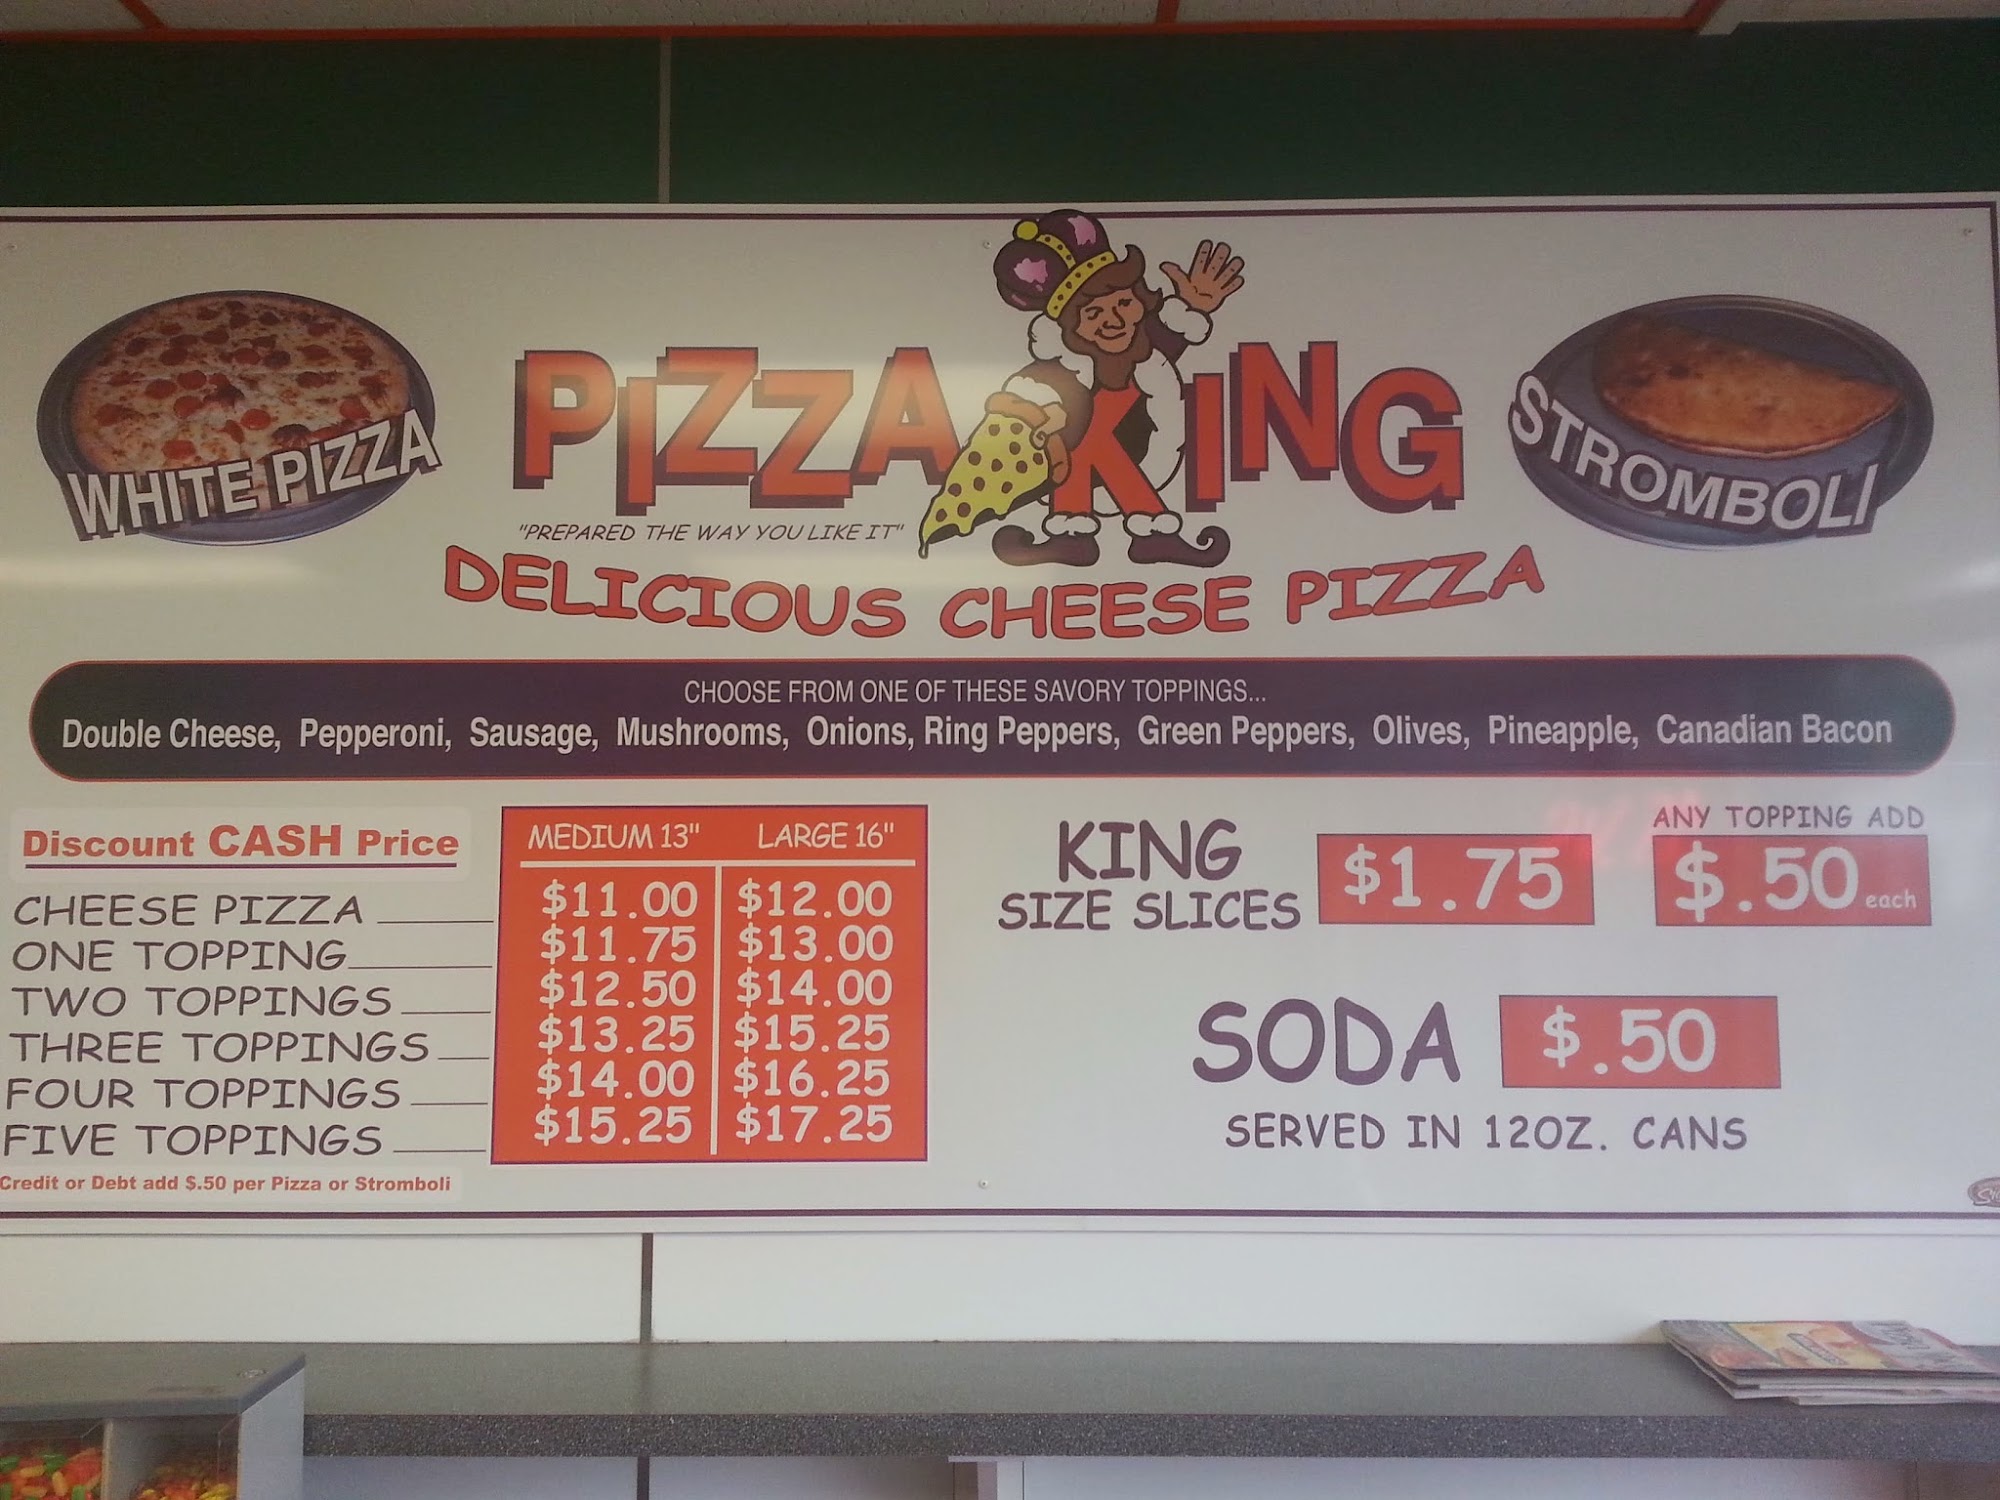 WHITE PIZZA
PIZZA KING
STROMBOLI
"PREPARED THE WAY YOU LIKE IT"
DELICIOUS CHEESE PIZZA
CHOOSE FROM ONE OF THESE SAVORY TOPPINGS...
Double Cheese, Pepperoni, Sausage, Mushrooms, Onions, Ring Peppers, Green Peppers, Olives, Pineapple, Canadian Bacon
Discount CASH Price
MEDIUM 13" LARGE 16"
CHEESE PIZZA $11.00 $12.00
ONE TOPPING $11.75 $13.00
TWO TOPPINGS $12.50 $14.00
THREE TOPPINGS $13.25 $15.25
FOUR TOPPINGS $14.00 $16.25
FIVE TOPPINGS $15.25 $17.25
Credit or Debt add $.50 per Pizza or Stromboli
KING
SIZE SLICES
$1.75
ANY TOPPING ADD
$.50 each
SODA $.50
SERVED IN 12OZ. CANS